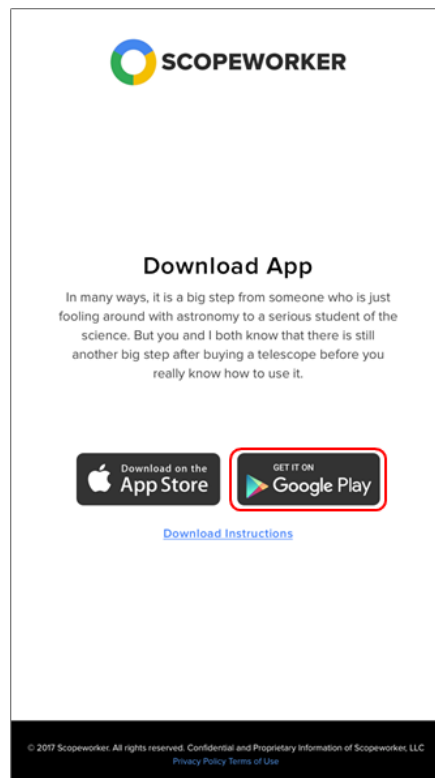 SCOPEWORKER
Download App
In many ways, it is a big step from someone who is just
fooling around with astronomy to a serious student of the
science. But you and I both know that there is still
another big step after buying a telescope before you
really know how to use it.
Download on the
App Store
GET IT ON
Google Play
Download Instructions
© 2017 Scopeworker. All rights reserved. Confidential and Proprietary Information of Scopeworker, LLC
Privacy Policy Terms of Use